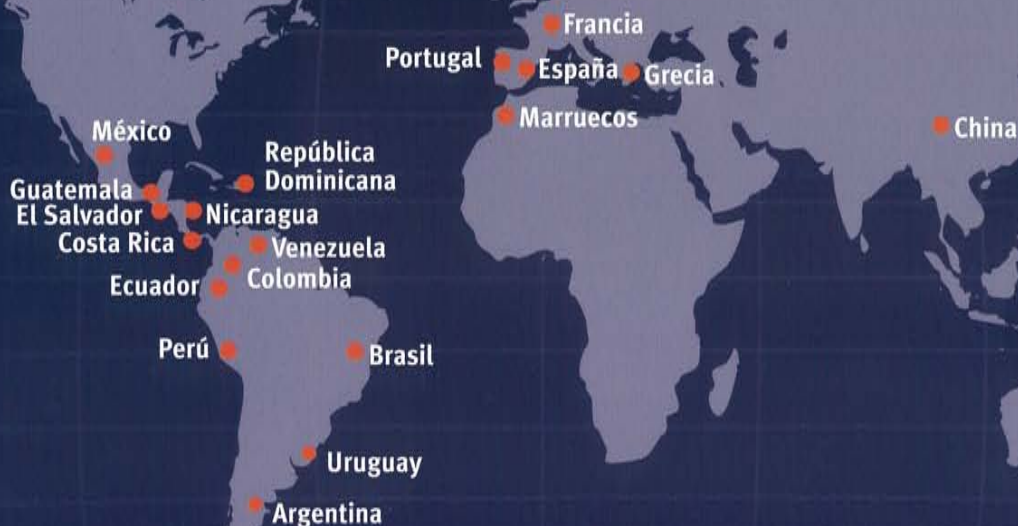 Francia
Portugal
España
Grecia
Marruecos
China
México
República
Dominicana
Guatemala
El Salvador
Nicaragua
Costa Rica
Venezuela
Colombia
Ecuador
Perú
Brasil
Uruguay
Argentina